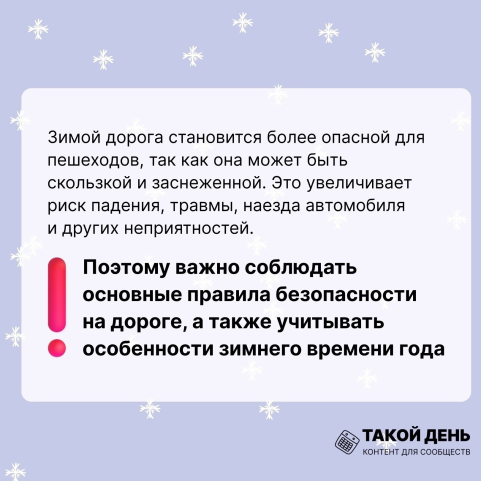 Зимой дорога становится более опасной для
пешеходов, так как она может быть
скользкой и заснеженной. Это увеличивает
риск падения, травмы, наезда автомобиля
и других неприятностей.
Поэтому важно соблюдать
основные правила безопасности
на дороге, а также учитывать
особенности зимнего времени года
ТАКОЙ ДЕНЬ
КОНТЕНТ ДЛЯ СООБЩЕСТВ